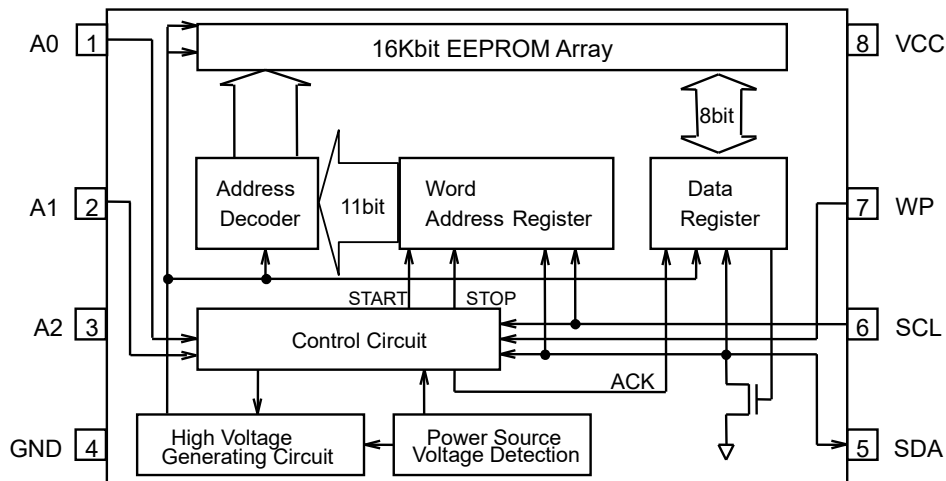 A0
1
16Kbit EEPROM Array
8
VCC
8bit
A1
2
Address
Decoder
11bit
Word
Address Register
Data
Register
7
WP
START
STOP
A2
3
Control Circuit
6
SCL
ACK
GND
4
High Voltage
Generating Circuit
Power Source
Voltage Detection
5
SDA